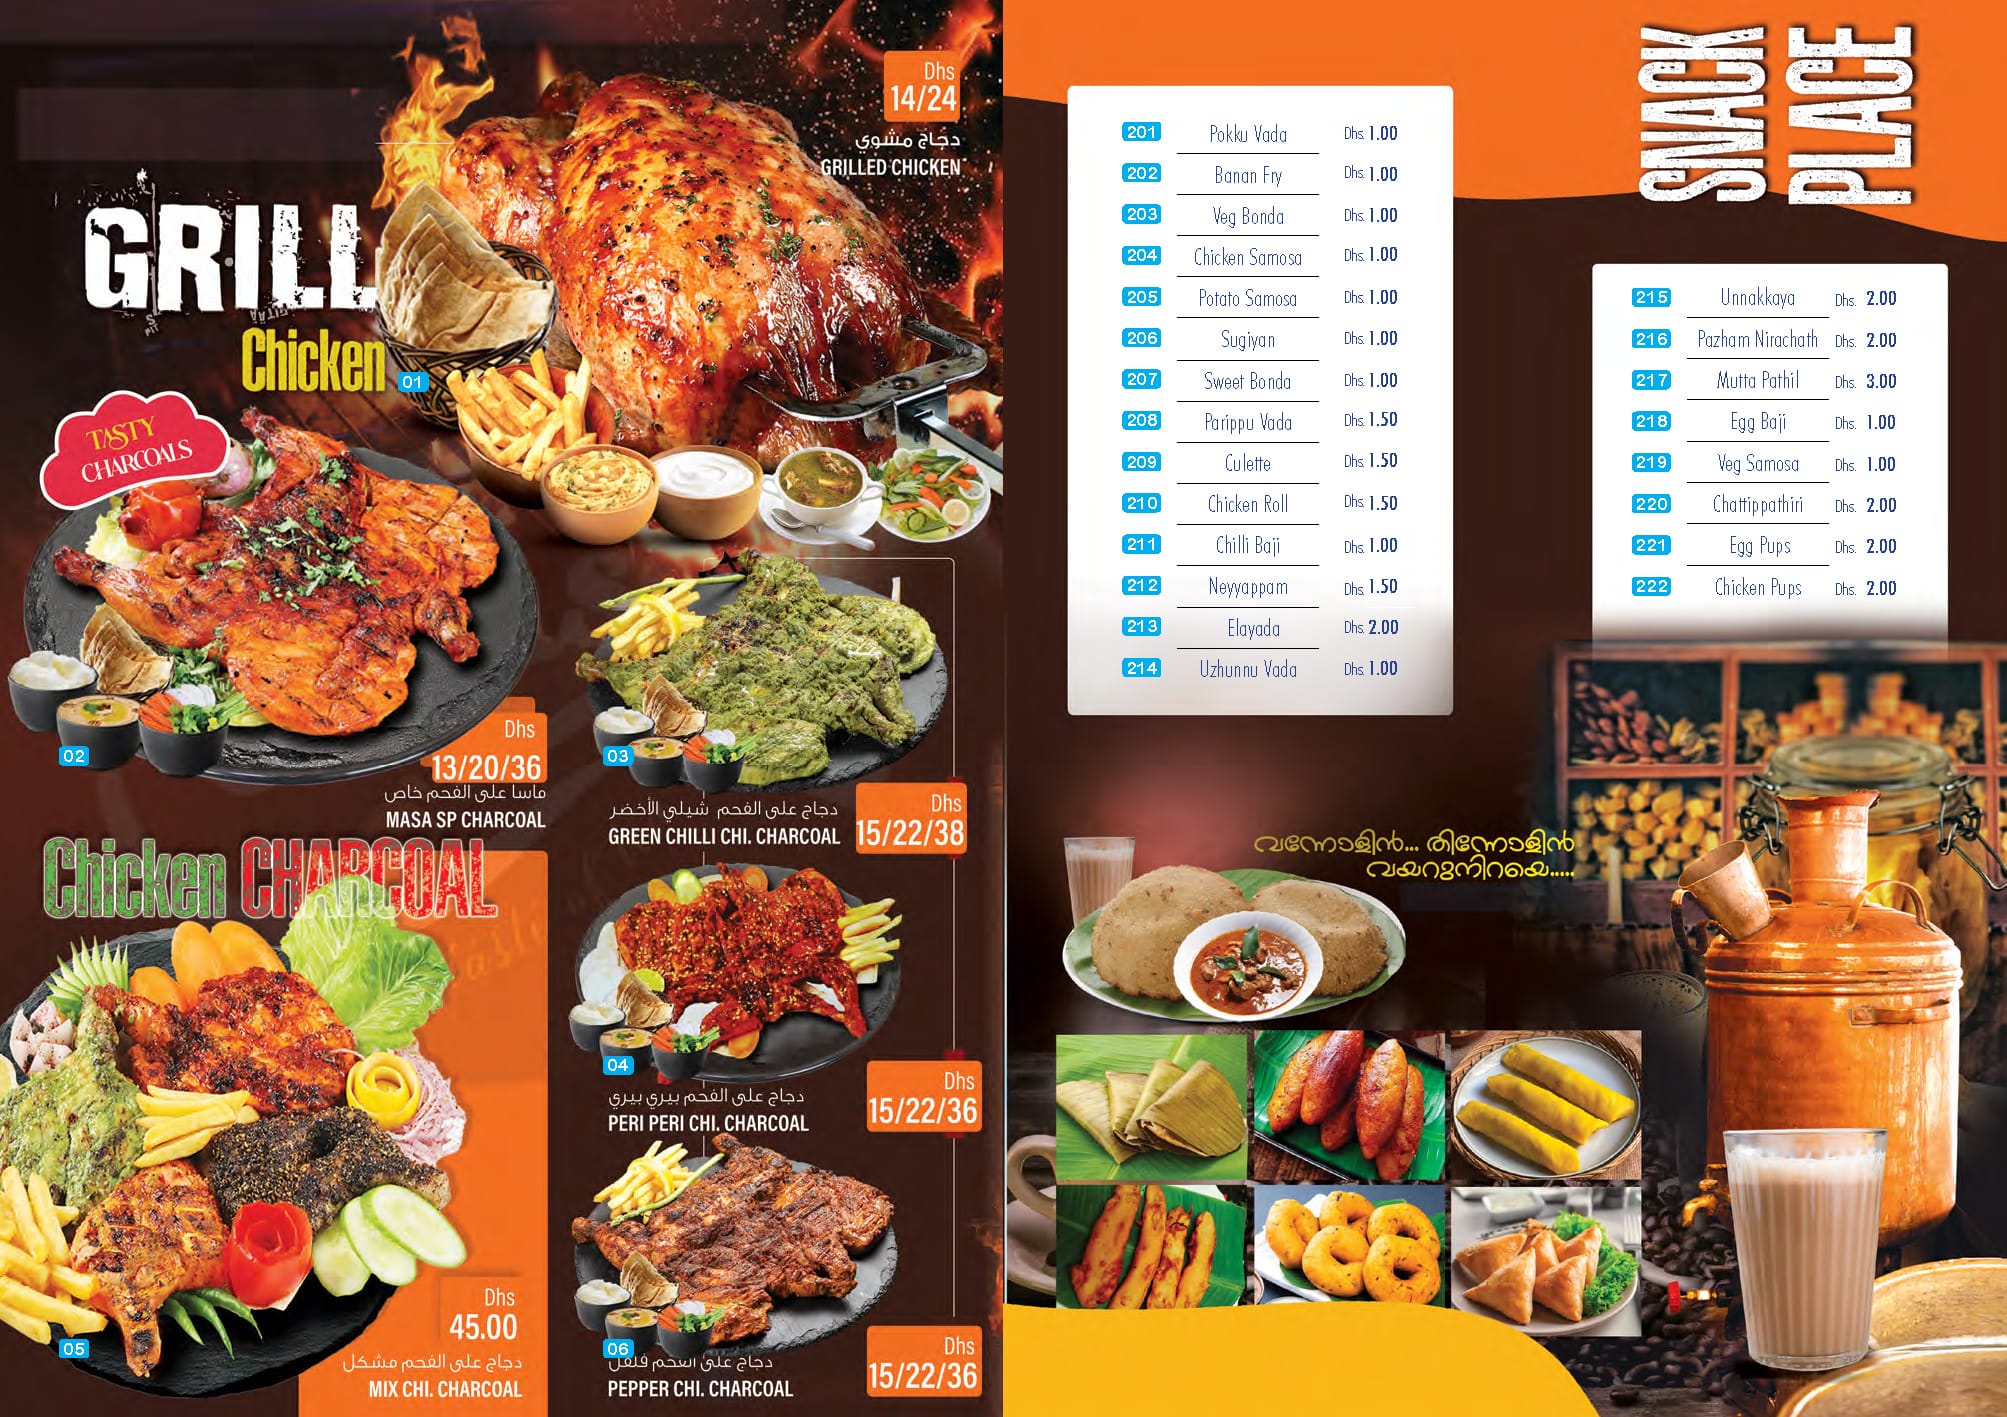 GRILL
Chicken
01
Dhs
14/24
دجاج مشوي
GRILLED CHICKEN
TASTY
CHARCOALS
02
Dhs
13/20/36
ماسا على الفحم خاص
MASA SP CHARCOAL
03
دجاج على الفحم شيلي الأخضر
GREEN CHILLI CHI. CHARCOAL
Dhs
15/22/38
Chicken CHARCOAL
04
دجاج على الفحم بيري بيري
PERI PERI CHI. CHARCOAL
Dhs
15/22/36
05
Dhs
45.00
دجاج على الفحم مشكل
MIX CHI. CHARCOAL
06
دجاج على الفحم فلفل
PEPPER CHI. CHARCOAL
Dhs
15/22/36
SNACK
PLACE
201 Pokku Vada Dhs. 1.00
202 Banan Fry Dhs. 1.00
203 Veg Bonda Dhs. 1.00
204 Chicken Samosa Dhs. 1.00
205 Potato Samosa Dhs. 1.00
206 Sugiyan Dhs. 1.00
207 Sweet Bonda Dhs. 1.00
208 Parippu Vada Dhs. 1.50
209 Culette Dhs. 1.50
210 Chicken Roll Dhs. 1.50
211 Chilli Baji Dhs. 1.00
212 Neyyappam Dhs. 1.50
213 Elayada Dhs. 2.00
214 Uzhunnu Vada Dhs. 1.00
215 Unnakkaya Dhs. 2.00
216 Pazham Nirachath Dhs. 2.00
217 Mutta Pathil Dhs. 3.00
218 Egg Baji Dhs. 1.00
219 Veg Samosa Dhs. 1.00
220 Chattippathiri Dhs. 2.00
221 Egg Pups Dhs. 2.00
222 Chicken Pups Dhs. 2.00
വന്നോളിൻ... തിന്നോളിൻ
വയറുനിറയെ.....